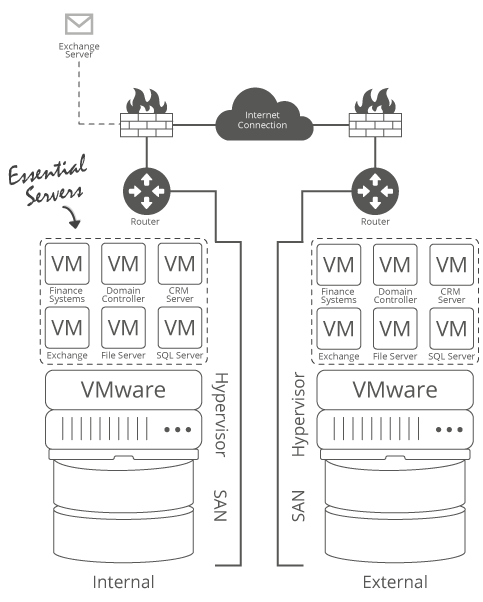 Exchange
Server
Internet
Connection
Essential
Servers
Router
Router
VM
VM
VM
Finance
Systems
Domain
Controller
CRM
Server
VM
VM
VM
Exchange
File Server
SQL Server
VMware
Hypervisor
SAN
Internal
VM
VM
VM
Finance
Systems
Domain
Controller
CRM
Server
VM
VM
VM
Exchange
File Server
SQL Server
VMware
Hypervisor
SAN
External